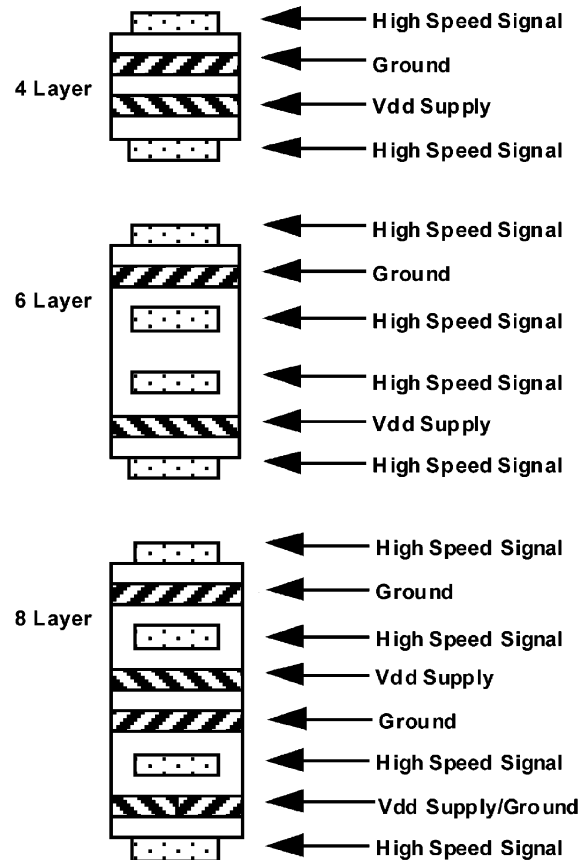 High Speed Signal
Ground
4 Layer
Vdd Supply
High Speed Signal
High Speed Signal
Ground
6 Layer
High Speed Signal
High Speed Signal
Vdd Supply
High Speed Signal
High Speed Signal
Ground
8 Layer
High Speed Signal
Vdd Supply
Ground
High Speed Signal
Vdd Supply/Ground
High Speed Signal